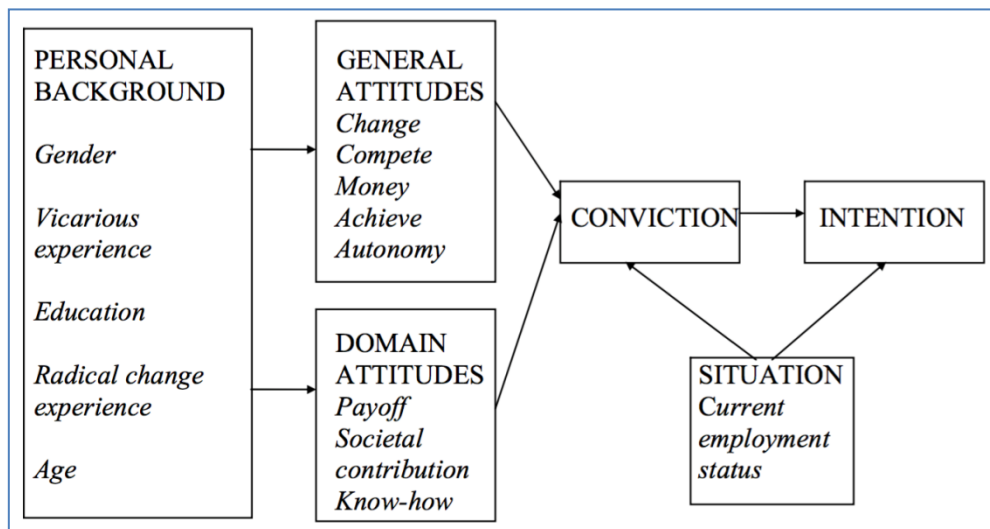 PERSONAL
BACKGROUND
Gender
Vicarious
experience
Education
Radical change
experience
Age
GENERAL
ATTITUDES
Change
Compete
Money
Achieve
Autonomy
DOMAIN
ATTITUDES
Payoff
Societal
contribution
Know-how
CONVICTION
INTENTION
SITUATION
Current
employment
status